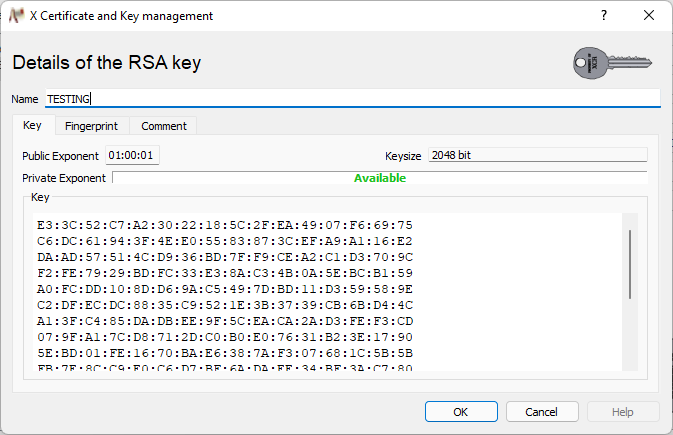 X Certificate and Key management
Details of the RSA key
Name TESTING
Key Fingerprint Comment
Public Exponent 01:00:01 Keysize 2048 bit
Private Exponent Available
Key
E3:3C:52:C7:A2:30:22:18:5C:2F:EA:49:07:F6:69:75
C6:DC:61:94:3F:4E:E0:55:83:87:3C:EF:A9:A1:16:E2
DA:AD:57:51:4C:D9:36:BD:7F:F9:CE:A2:C1:D3:70:9C
F2:FE:79:29:BD:FC:33:E3:8A:C3:4B:0A:5E:BC:B1:59
A0:FC:DD:10:8D:D6:9A:C5:49:7D:BD:11:D3:59:58:9E
C2:DF:EC:DC:88:35:C9:52:1E:3B:37:39:CB:6B:D4:4C
A1:3F:C4:85:DA:DB:EE:9F:5C:EA:CA:2A:D3:FE:F3:CD
07:9F:A1:7C:D8:71:2D:C0:B0:E0:76:31:B2:3E:17:90
5E:BD:01:FE:16:70:BA:E6:38:7A:F3:07:68:1C:5B:5B
OK Cancel Help